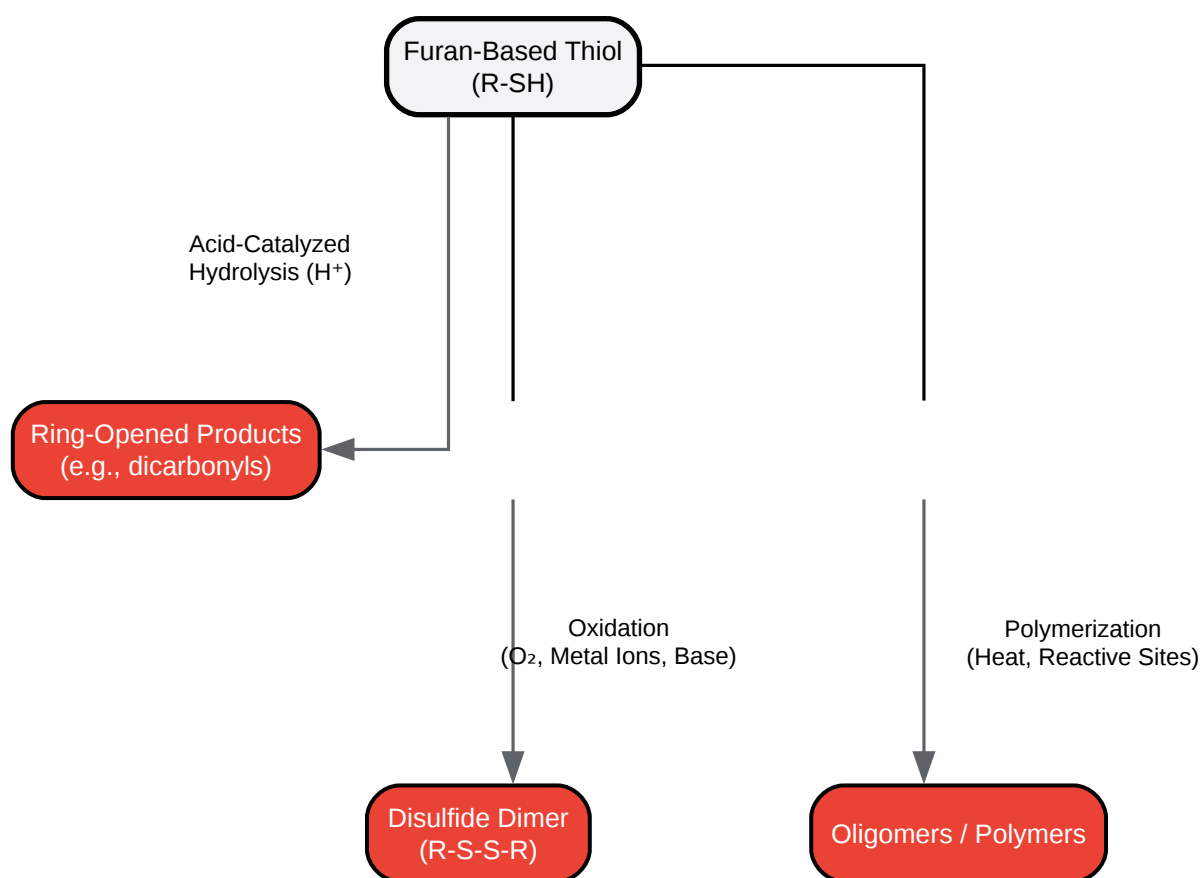 Furan-Based Thiol
(R-SH)
Acid-Catalyzed
Hydrolysis (H⁺)
Ring-Opened Products
(e.g., dicarbonyls)
Oxidation
(O₂, Metal Ions, Base)
Polymerization
(Heat, Reactive Sites)
Disulfide Dimer
(R-S-S-R)
Oligomers / Polymers